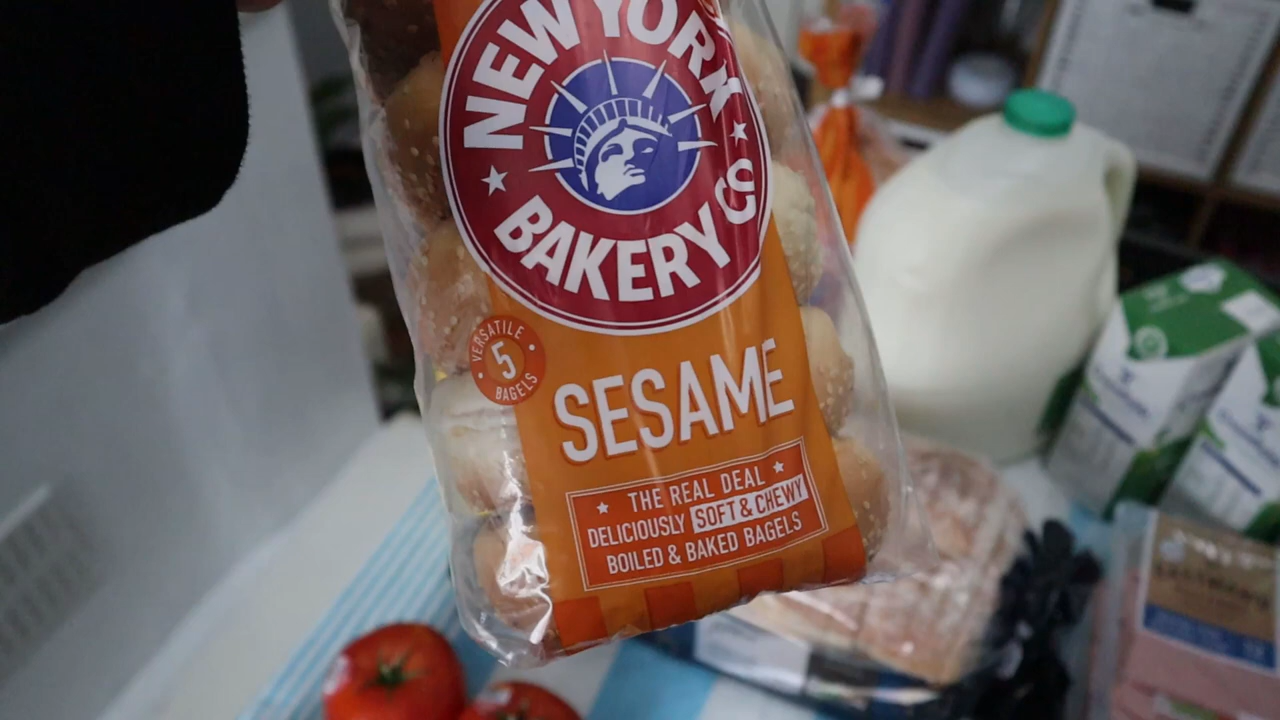 NEW YORK
BAKERY CO
VERSATILE
5
BAGELS
SESAME
THE REAL DEAL
DELICIOUSLY SOFT & CHEWY
BOILED & BAKED BAGELS